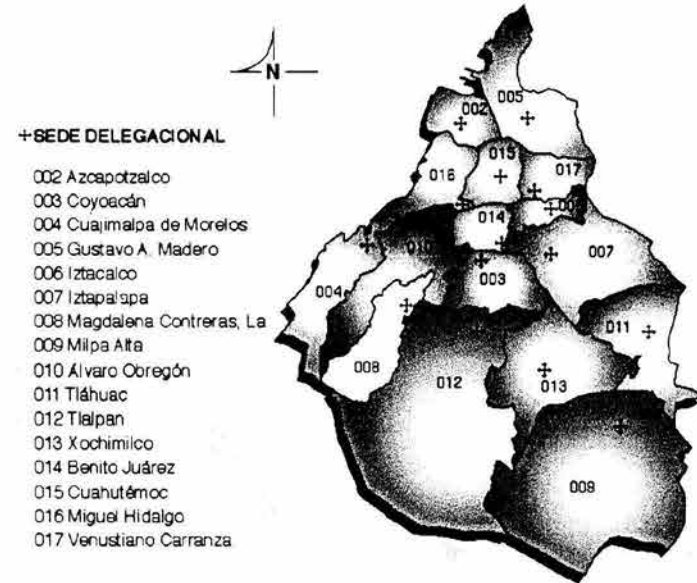 N
+SEDE DELEGACIONAL
002 Azcapotzalco
003 Coyoacán
004 Cuajimalpa de Morelos
005 Gustavo A. Madero
006 Iztacalco
007 Iztapalapa
008 Magdalena Contreras, La
009 Milpa Alta
010 Alvaro Obregón
011 Tláhuac
012 Tlalpan
013 Xochimilco
014 Benito Juárez
015 Cuahutémoc
016 Miguel Hidalgo
017 Venustiano Carranza
005
002
015
016
017
014
010
007
003
004
011
008
012
013
009